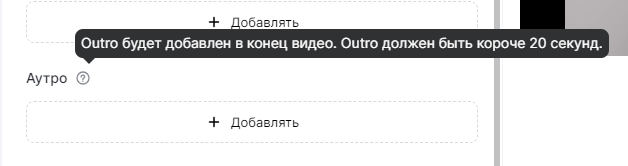 + Добавлять
Outro будет добавлен в конец видео. Outro должен быть короче 20 секунд.
Аутро ?
+ Добавлять